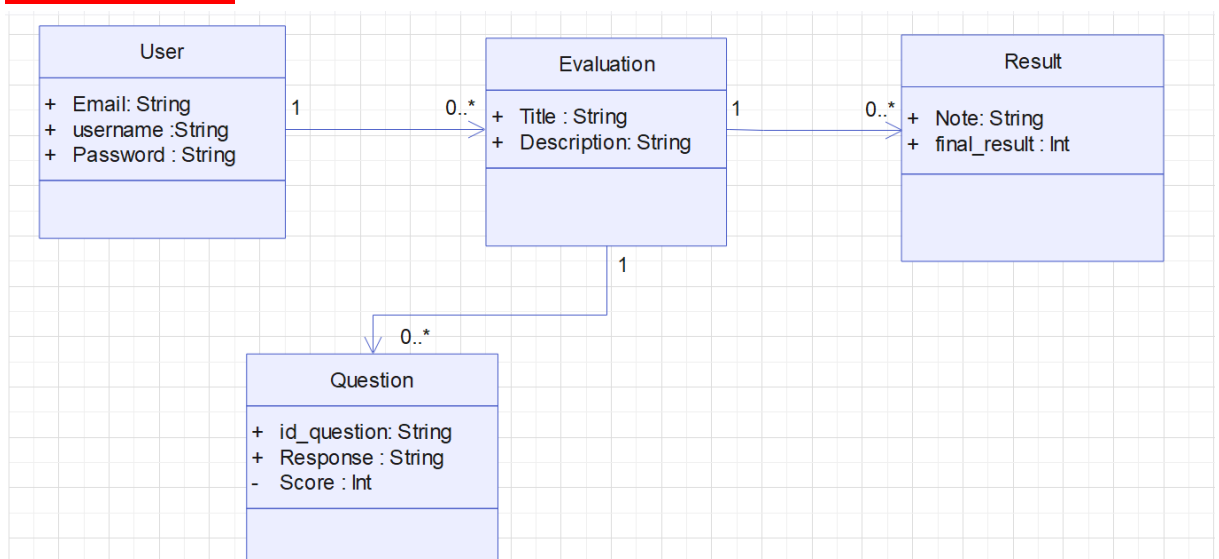 User
+ Email: String
+ username :String
+ Password : String
1
0..*
Evaluation
+ Title : String
+ Description: String
1
0..*
Result
+ Note: String
+ final_result : Int
1
0..*
Question
+ id_question: String
+ Response : String
- Score : Int